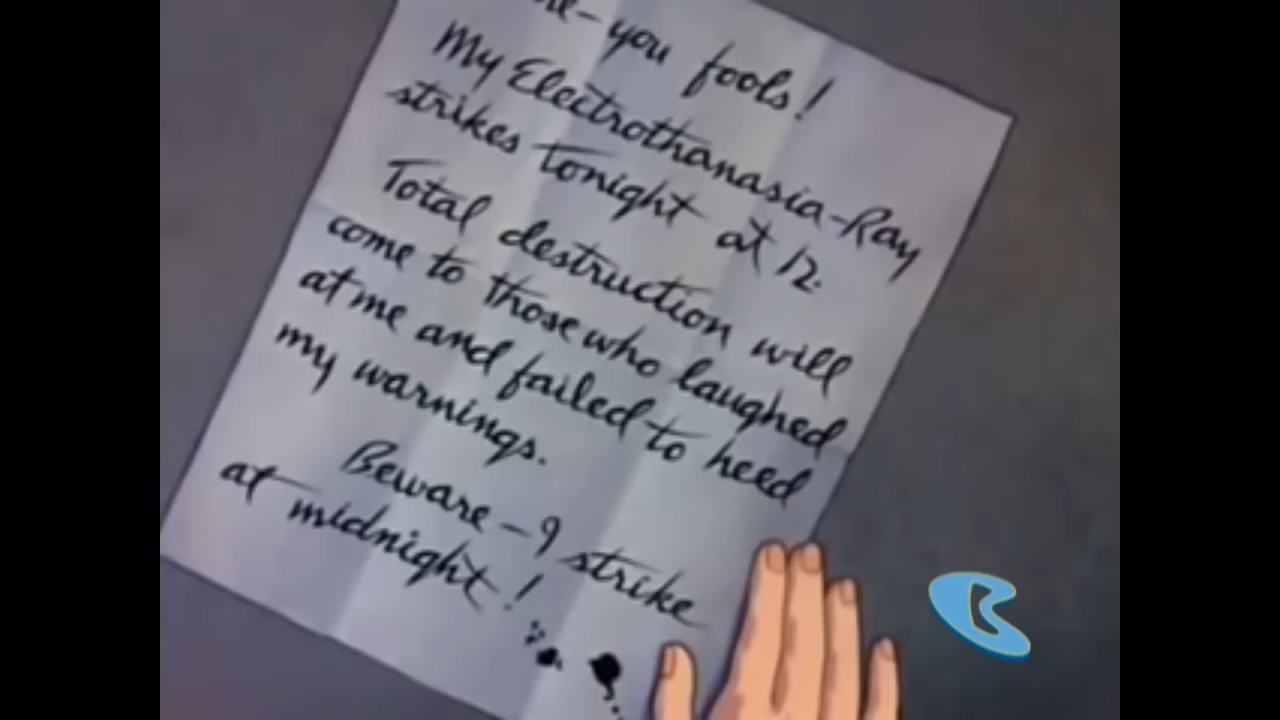 -you fools!
My Electrothanasia-Ray
strikes tonight at 12.
Total destruction will
come to those who laughed
at me and failed to heed
my warnings.
Beware-I strike
at midnight!
B